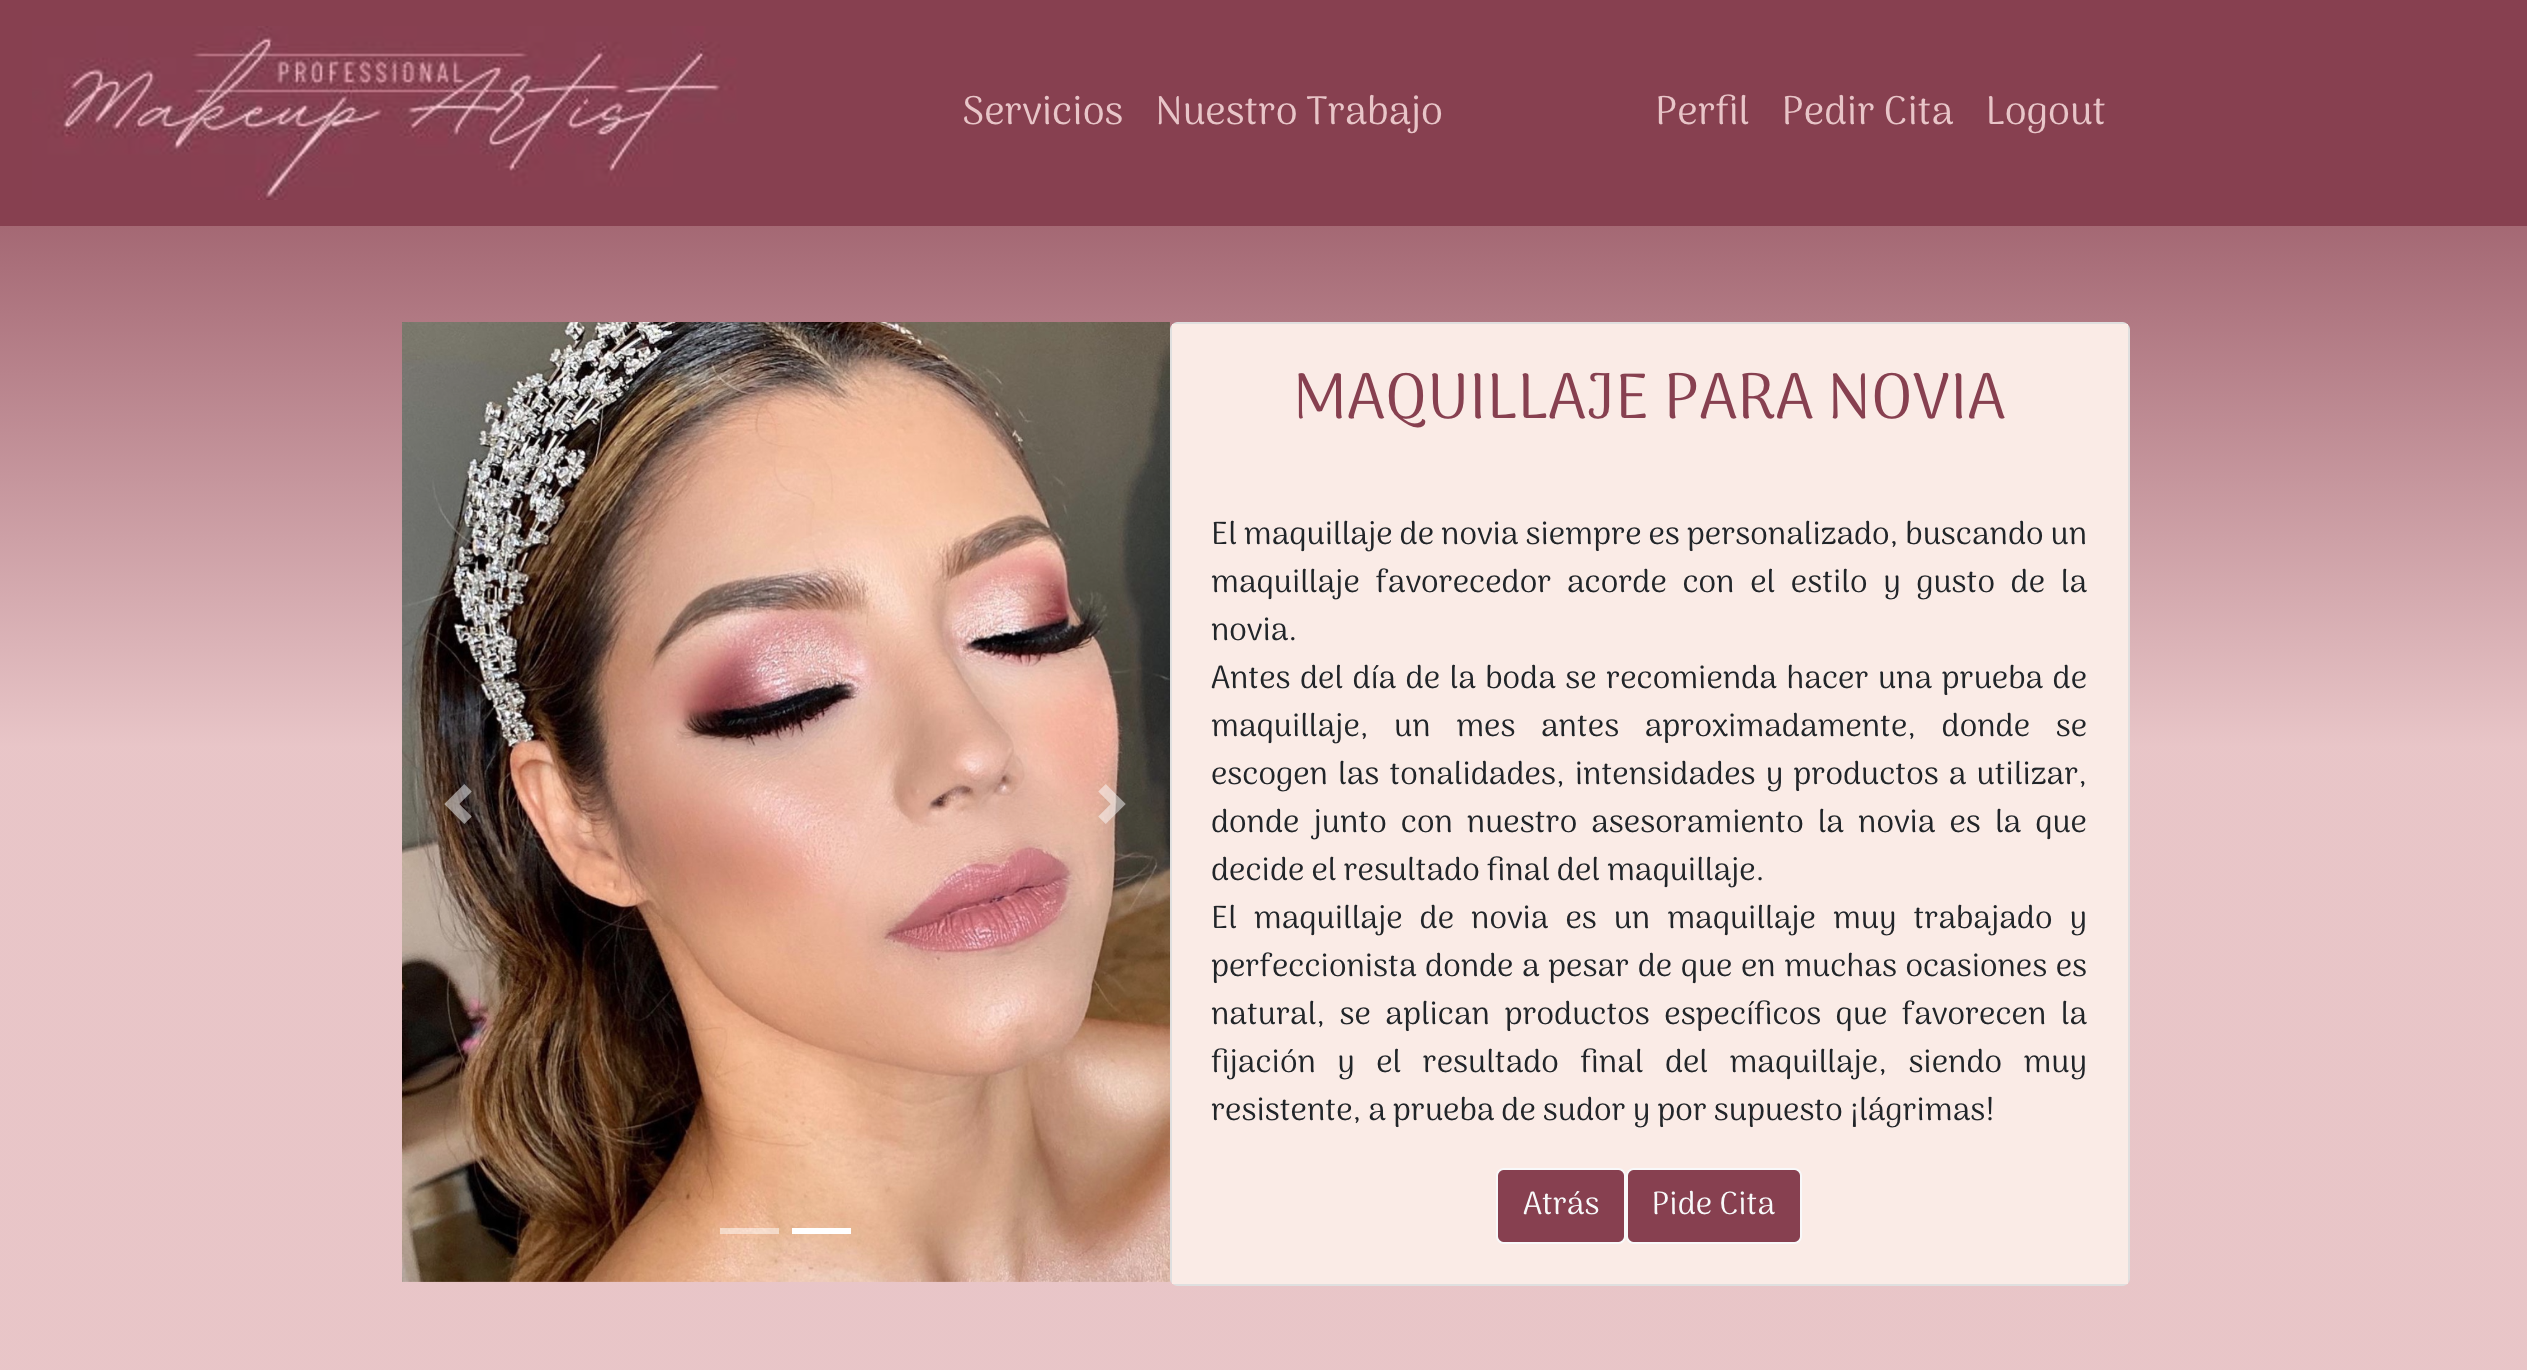 PROFESSIONAL
Makeup Artist
Servicios Nuestro Trabajo Perfil Pedir Cita Logout
MAQUILLAJE PARA NOVIA
El maquillaje de novia siempre es personalizado, buscando un
maquillaje favorecedor acorde con el estilo y gusto de la
novia.
Antes del día de la boda se recomienda hacer una prueba de
maquillaje, un mes antes aproximadamente, donde se
escogen las tonalidades, intensidades y productos a utilizar,
donde junto con nuestro asesoramiento la novia es la que
decide el resultado final del maquillaje.
El maquillaje de novia es un maquillaje muy trabajado y
perfeccionista donde a pesar de que en muchas ocasiones es
natural, se aplican productos específicos que favorecen la
fijación y el resultado final del maquillaje, siendo muy
resistente, a prueba de sudor y por supuesto ¡lágrimas!
Atrás Pide Cita